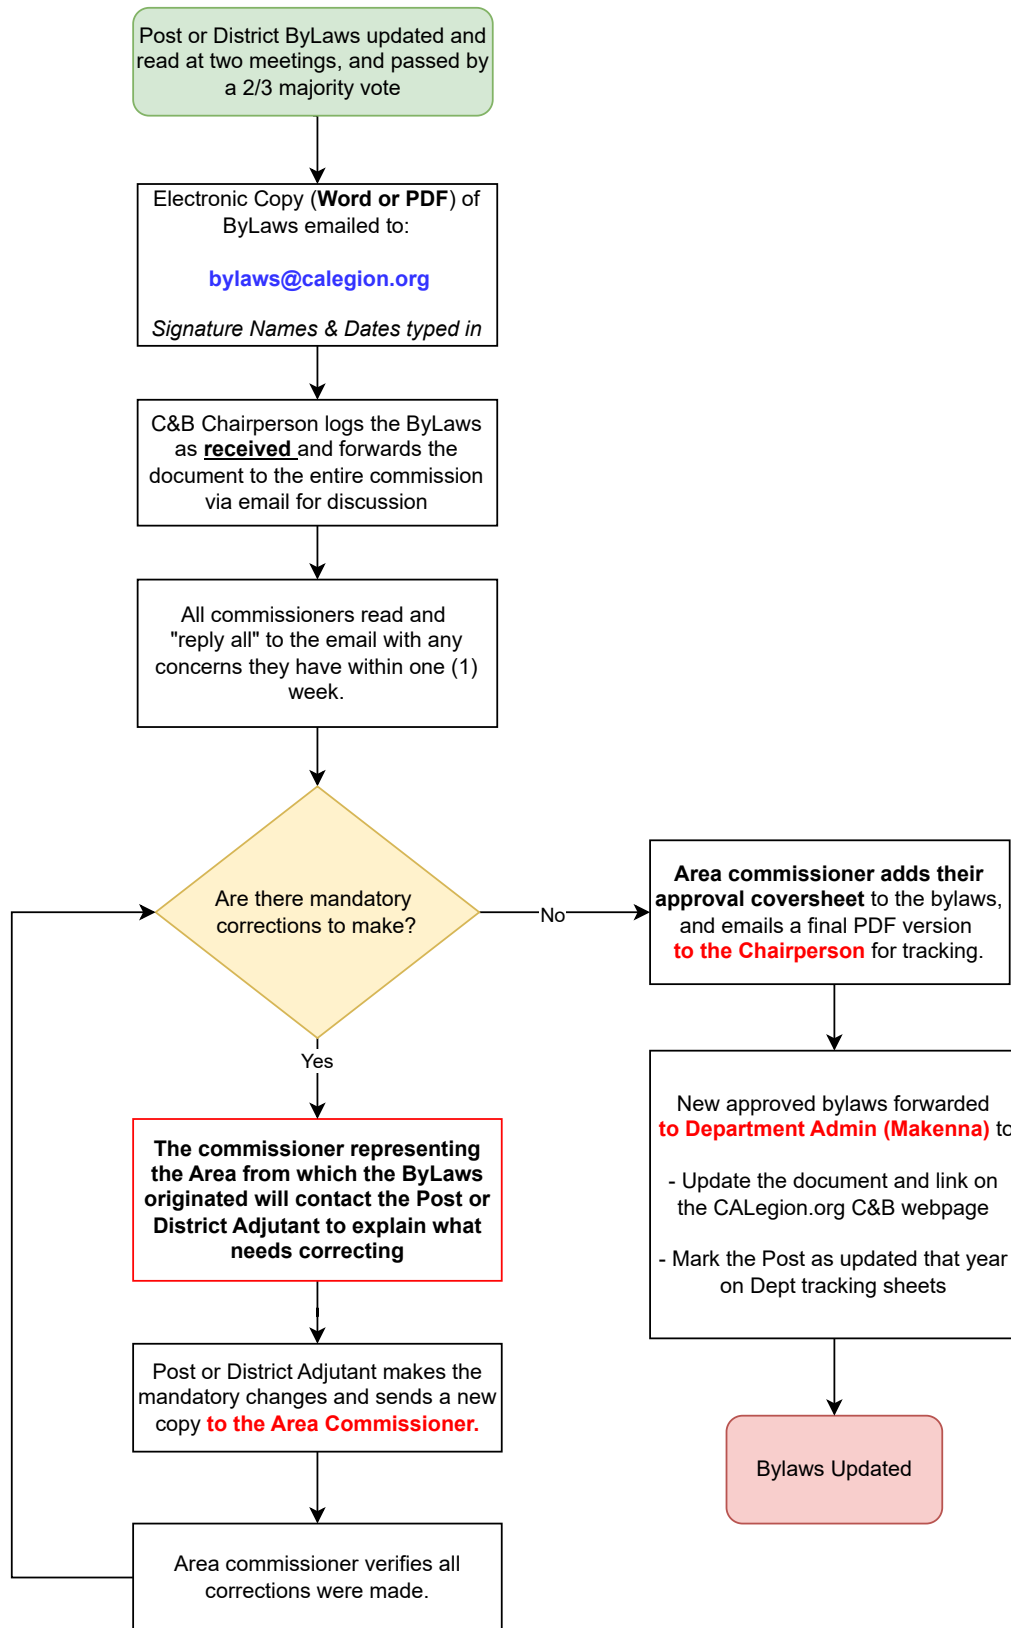 Post or District ByLaws updated and
read at two meetings, and passed by
a 2/3 majority vote
Electronic Copy (Word or PDF) of
ByLaws emailed to:
bylaws@calegion.org
Signature Names & Dates typed in
C&B Chairperson logs the ByLaws
as received and forwards the
document to the entire commission
via email for discussion
All commissioners read and
"reply all" to the email with any
concerns they have within one (1)
week.
Are there mandatory
corrections to make?
No
Yes
Area commissioner adds their
approval coversheet to the bylaws,
and emails a final PDF version
to the Chairperson for tracking.
New approved bylaws forwarded
to Department Admin (Makenna) to
- Update the document and link on
the CALegion.org C&B webpage
- Mark the Post as updated that year
on Dept tracking sheets
Bylaws Updated
The commissioner representing
the Area from which the ByLaws
originated will contact the Post or
District Adjutant to explain what
needs correcting
Post or District Adjutant makes the
mandatory changes and sends a new
copy to the Area Commissioner.
Area commissioner verifies all
corrections were made.